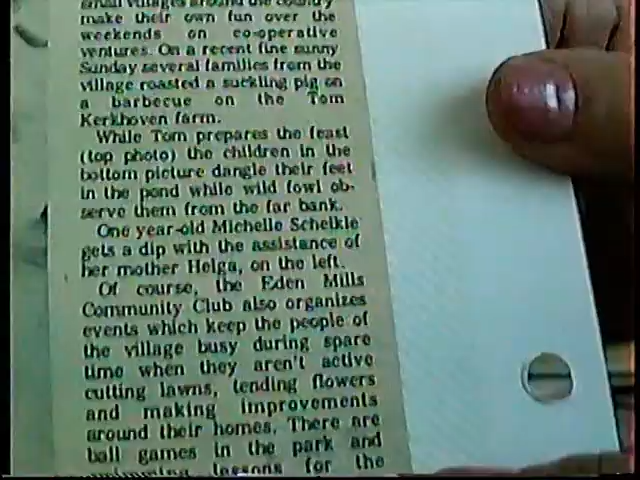 small villages around the country
make their own fun over the
weekends on co-operative
ventures. On a recent fine sunny
Sunday several families from the
village roasted a suckling pig on
a barbecue on the Tom
Kerkhoven farm.
While Tom prepares the feast
(top photo) the children in the
bottom picture dangle their feet
in the pond while wild fowl ob-
serve them from the far bank.
One year-old Michelle Schelkle
gets a dip with the assistance of
her mother Helga, on the left.
Of course, the Eden Mills
Community Club also organizes
events which keep the people of
the village busy during spare
time when they aren't active
cutting lawns, tending flowers
and making improvements
around their homes. There are
ball games in the park and
swimming lessons for the